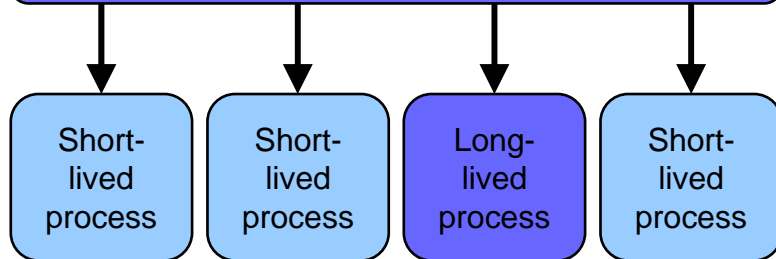 Short-
lived
process
Short-
lived
process
Long-
lived
process
Short-
lived
process